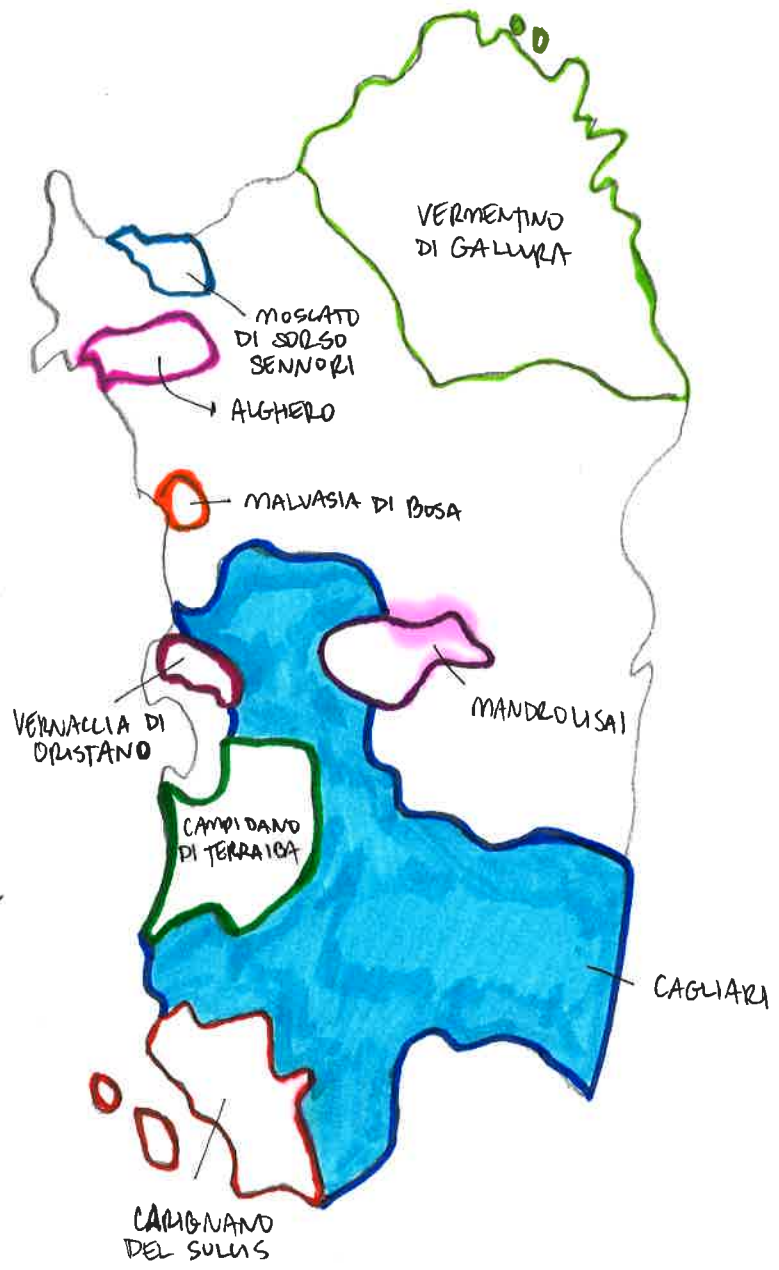 VERMENTINO
DI GALLURA
MOSCATO
DI SORSO
SENNORI
ALGHERO
MALVASIA DI BOSA
MANDROLISAI
VERNACCIA DI
ORISTANO
CAMPIDANO
DI TERRALBA
CAGLIARI
CARIGNANO
DEL SULCIS